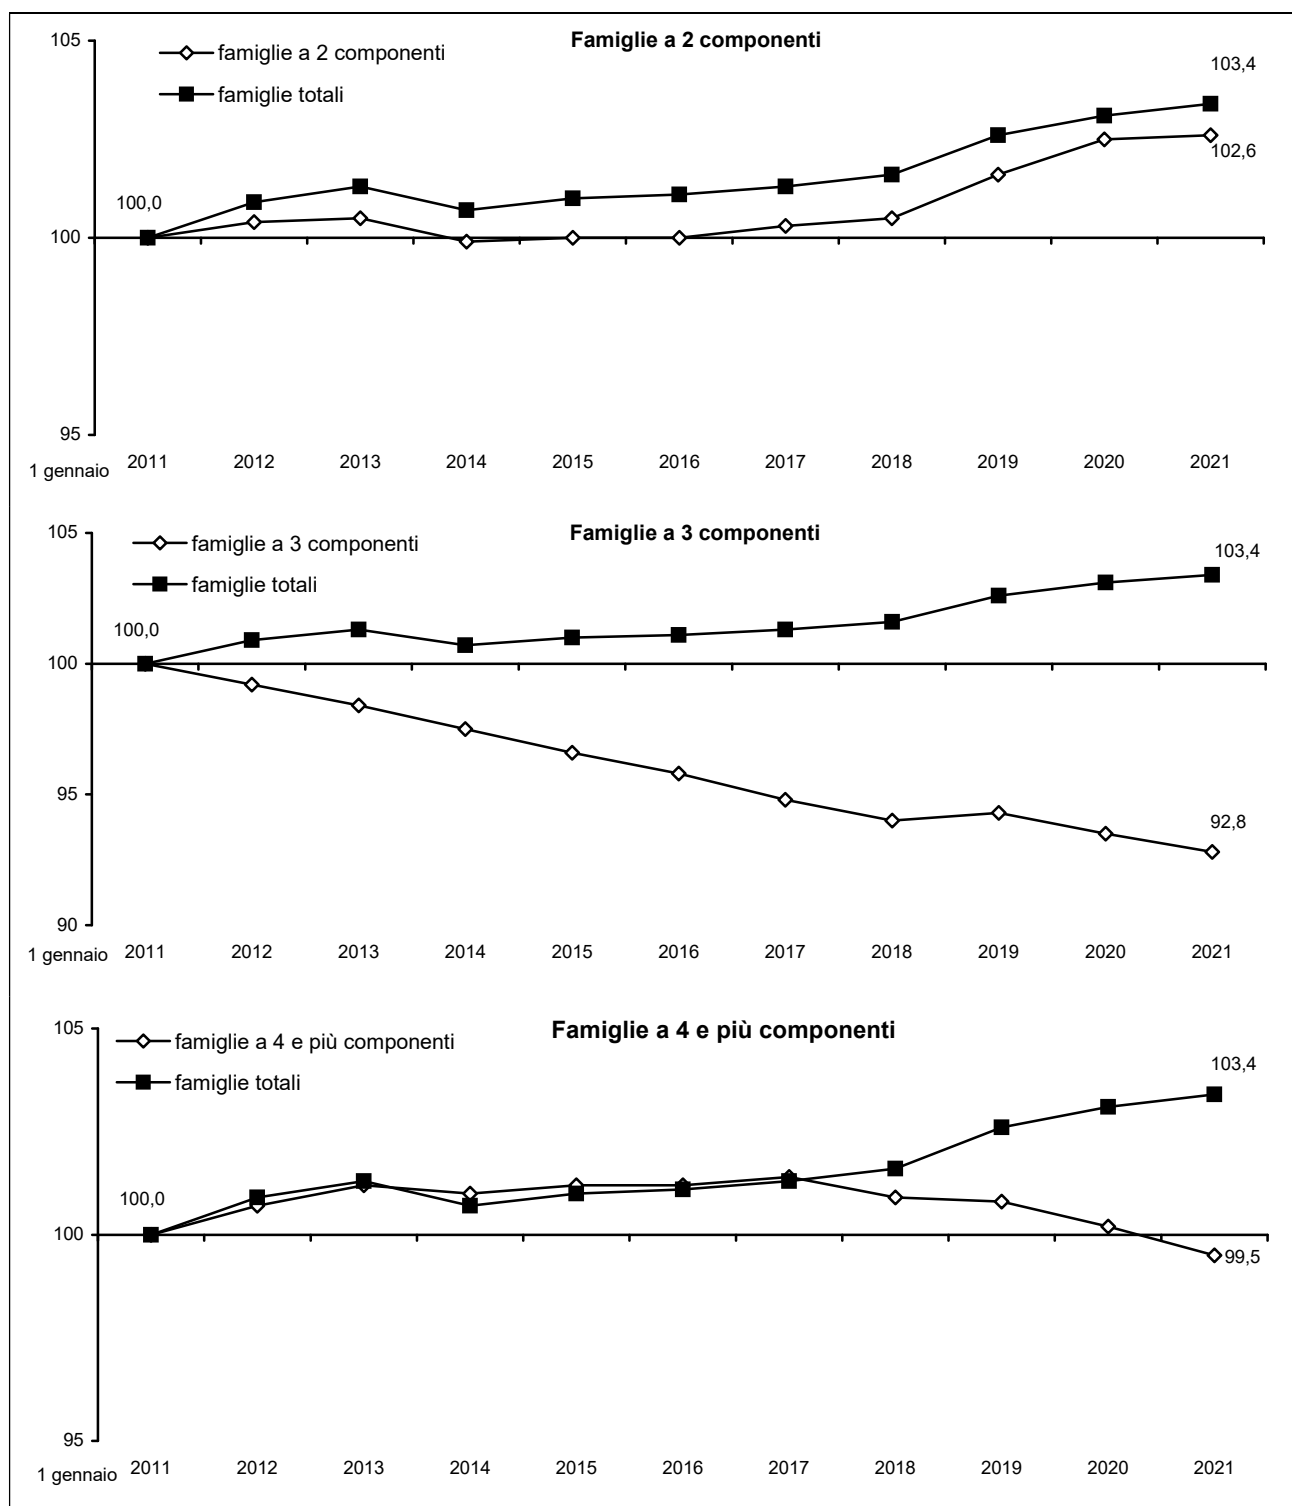 Famiglie a 2 componenti
105
famiglie a 2 componenti
famiglie totali
103,4
102,6
100,0
100
95
1 gennaio 2011 2012 2013 2014 2015 2016 2017 2018 2019 2020 2021
Famiglie a 3 componenti
105
famiglie a 3 componenti
famiglie totali
103,4
100,0
100
95
92,8
90
1 gennaio 2011 2012 2013 2014 2015 2016 2017 2018 2019 2020 2021
Famiglie a 4 e più componenti
105
famiglie a 4 e più componenti
famiglie totali
103,4
100,0
100
99,5
95
1 gennaio 2011 2012 2013 2014 2015 2016 2017 2018 2019 2020 2021